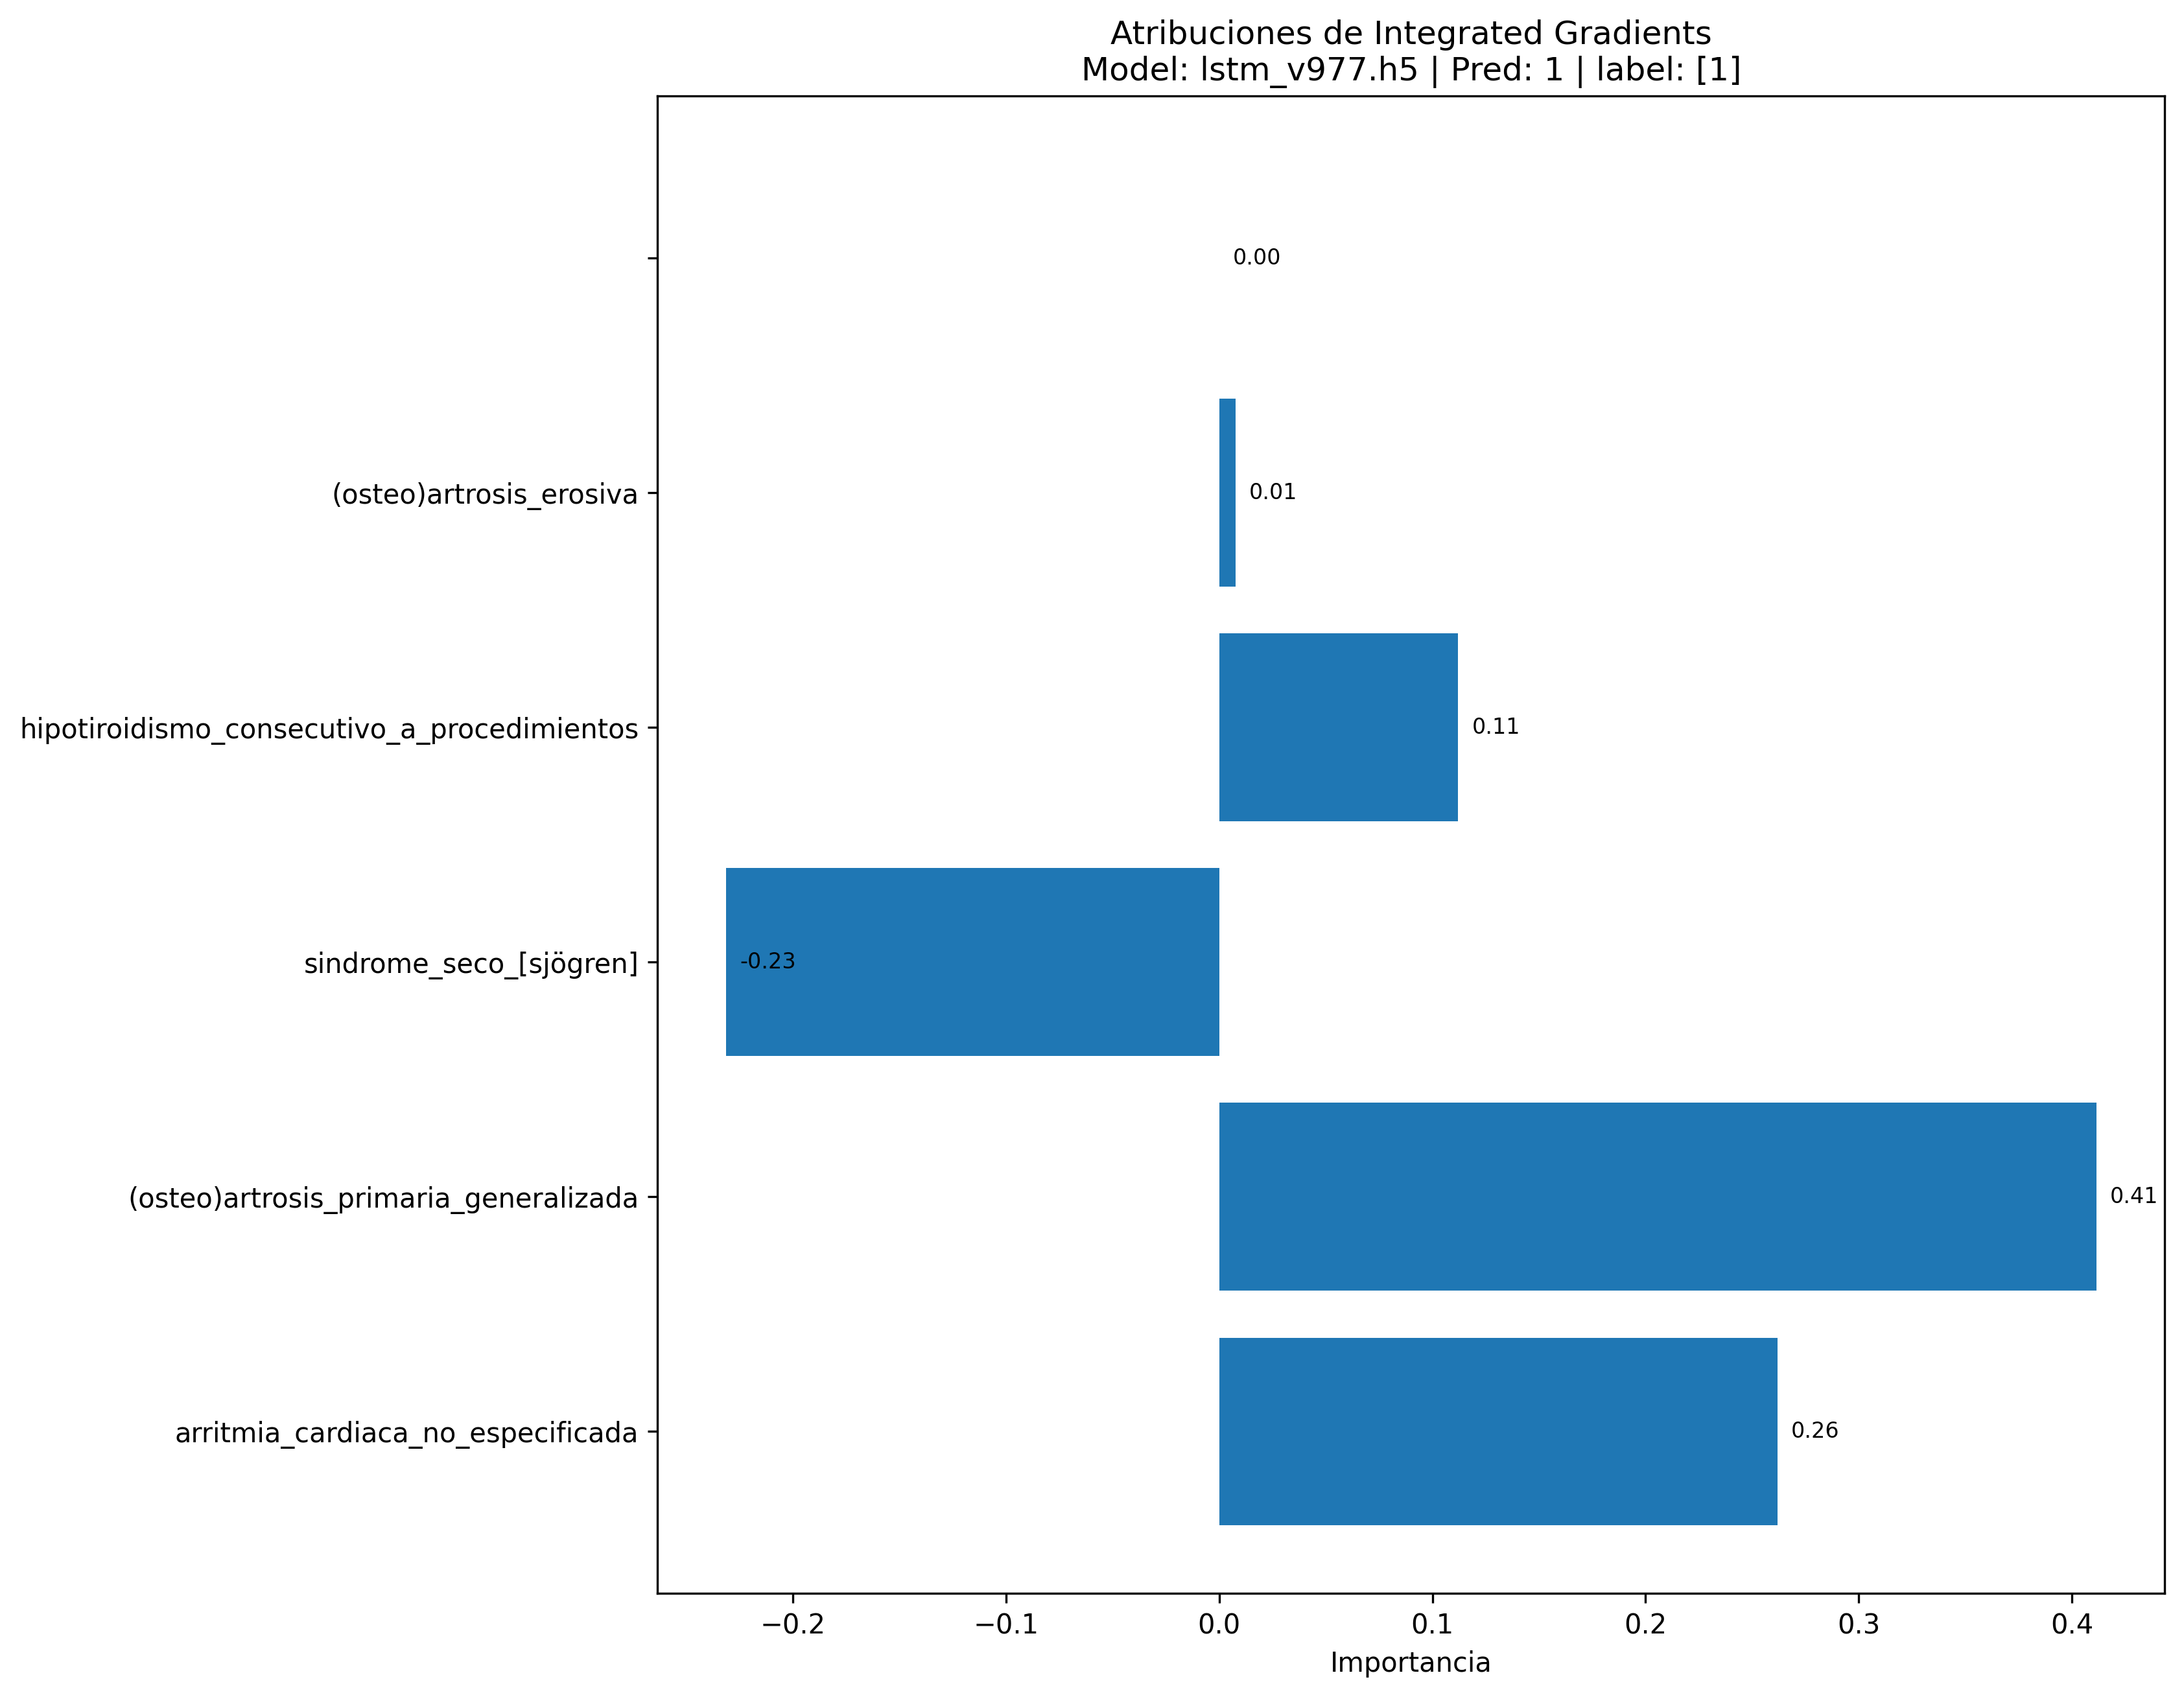 Atribuciones de Integrated Gradients
Model: lstm_v977.h5 | Pred: 1 | label: [1]
0.00
(osteo)artrosis_erosiva
0.01
hipotiroidismo_consecutivo_a_procedimientos
0.11
sindrome_seco_[sjögren]
-0.23
(osteo)artrosis_primaria_generalizada
0.41
arritmia_cardiaca_no_especificada
0.26
−0.2 −0.1 0.0 0.1 0.2 0.3 0.4
Importancia